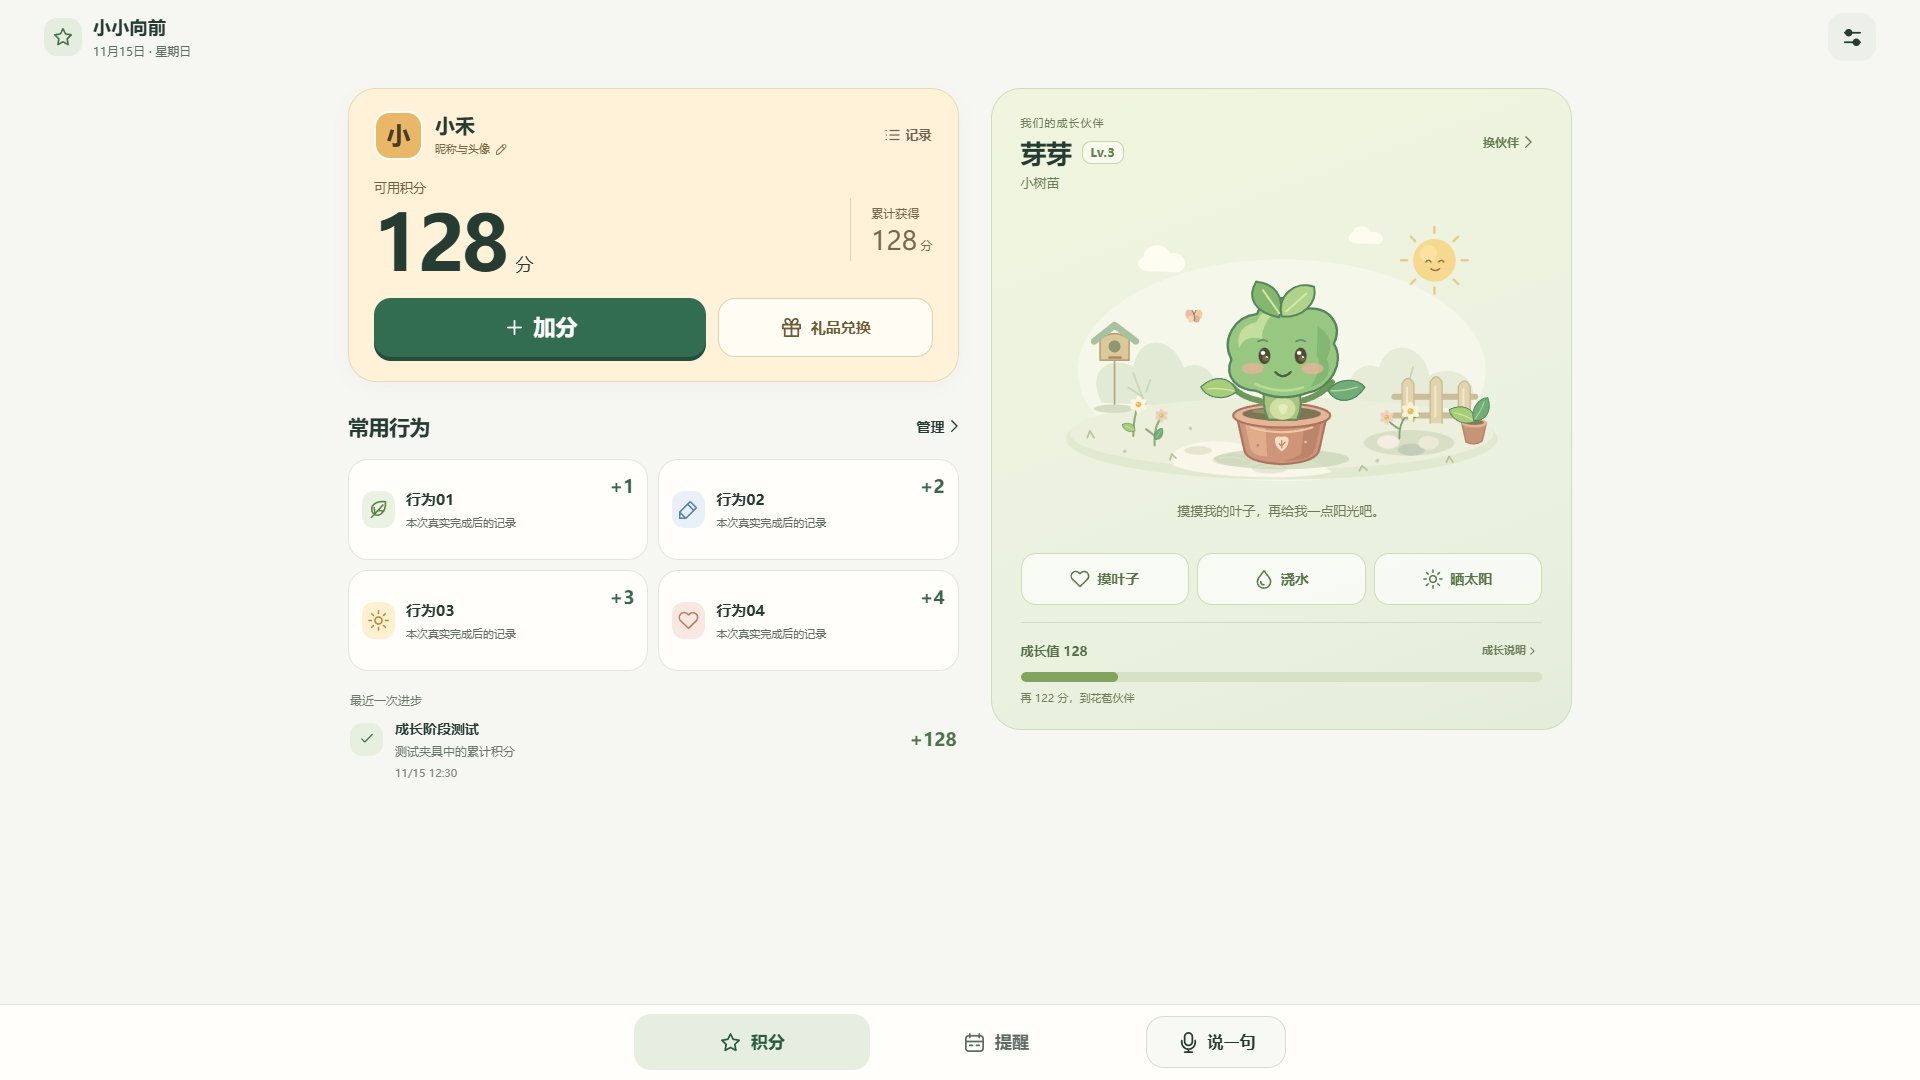 小小向前
11月15日 · 星期日
小
小禾
昵称与头像
记录
可用积分
128 分
累计获得
128 分
加分
礼品兑换
常用行为
管理
行为01
本次真实完成后的记录
+1
行为02
本次真实完成后的记录
+2
行为03
本次真实完成后的记录
+3
行为04
本次真实完成后的记录
+4
最近一次进步
成长阶段测试
测试夹具中的累计积分
11/15 12:30
+128
我们的成长伙伴
芽芽 Lv.3
小树苗
换伙伴
摸摸我的叶子，再给我一点阳光吧。
摸叶子
浇水
晒太阳
成长值 128
成长说明
再 122 分，到花苞伙伴
积分
提醒
说一句